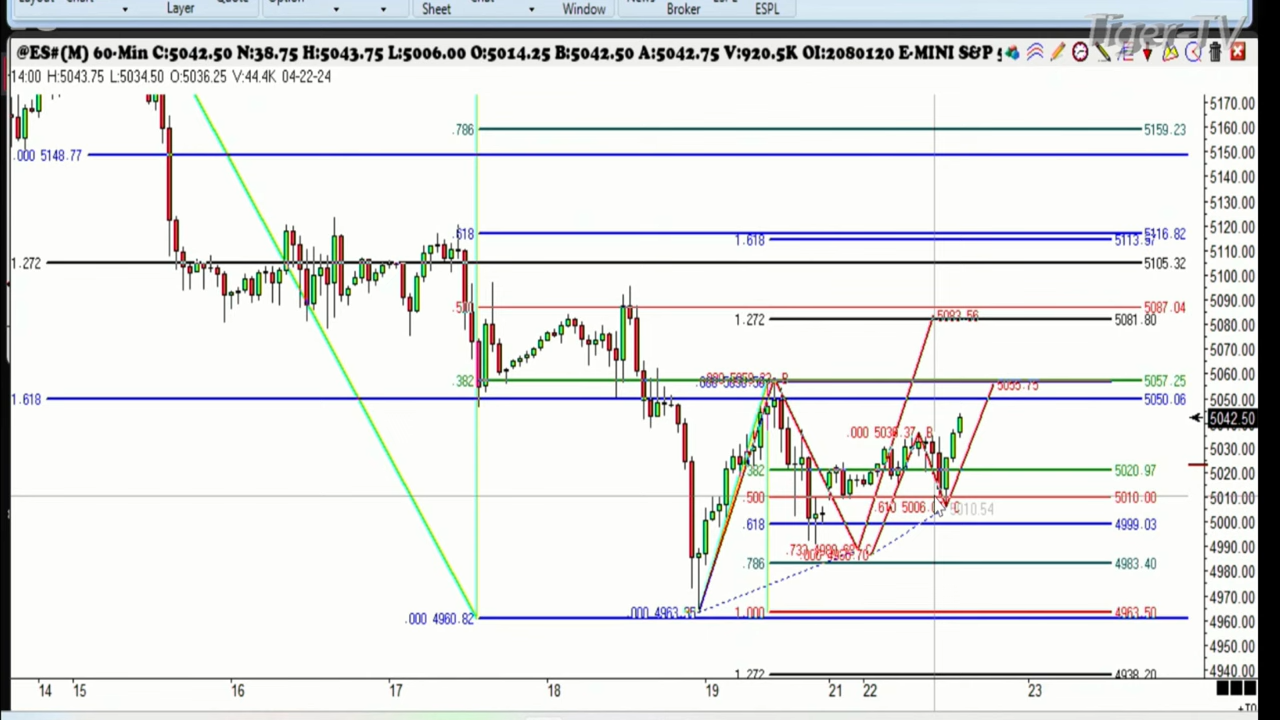 Layer
Sheet
Window
Broker
ESPL
Tiger-TV
@ES#(M) 60-Min C:5042.50 N:38.75 H:5043.75 L:5006.00 O:5014.25 B:5042.50 A:5042.75 V:920.5K OI:2080120 E-MINI S&P
14:00 H:5043.75 L:5034.50 O:5036.25 V:44.4K 04-22-24
5170.00
.786 5159.23 5160.00
.000 5148.77 5150.00
5140.00
5130.00
.618 5116.82 5120.00
1.618 5113.57 5110.00
1.272 5105.32 5100.00
5090.00
.500 5087.04
1.272 5083.56 5081.80 5080.00
5070.00
.382 5057.25 5060.00
5055.75
1.618 5050.06 5050.00
5042.50
.000 5036.37 B 5030.00
.382 5020.97 5020.00
.500 5010.00 5010.00
.610 5006. 5010.54
.618 4999.03 5000.00
4990.00
.786 4983.40 4980.00
4970.00
.000 4963.35 1.000 4963.50
.000 4960.82 4960.00
4950.00
1.272 4938.20 4940.00
14 15 16 17 18 19 21 22 23